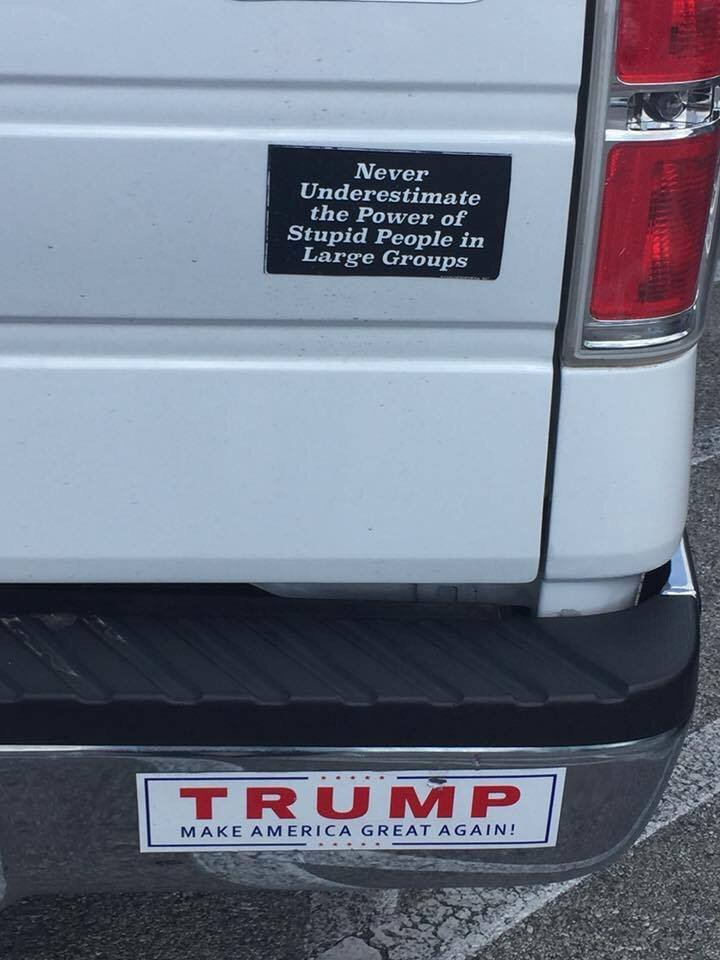 Never
Underestimate
the Power of
Stupid People in
Large Groups
TRUMP
MAKE AMERICA GREAT AGAIN!